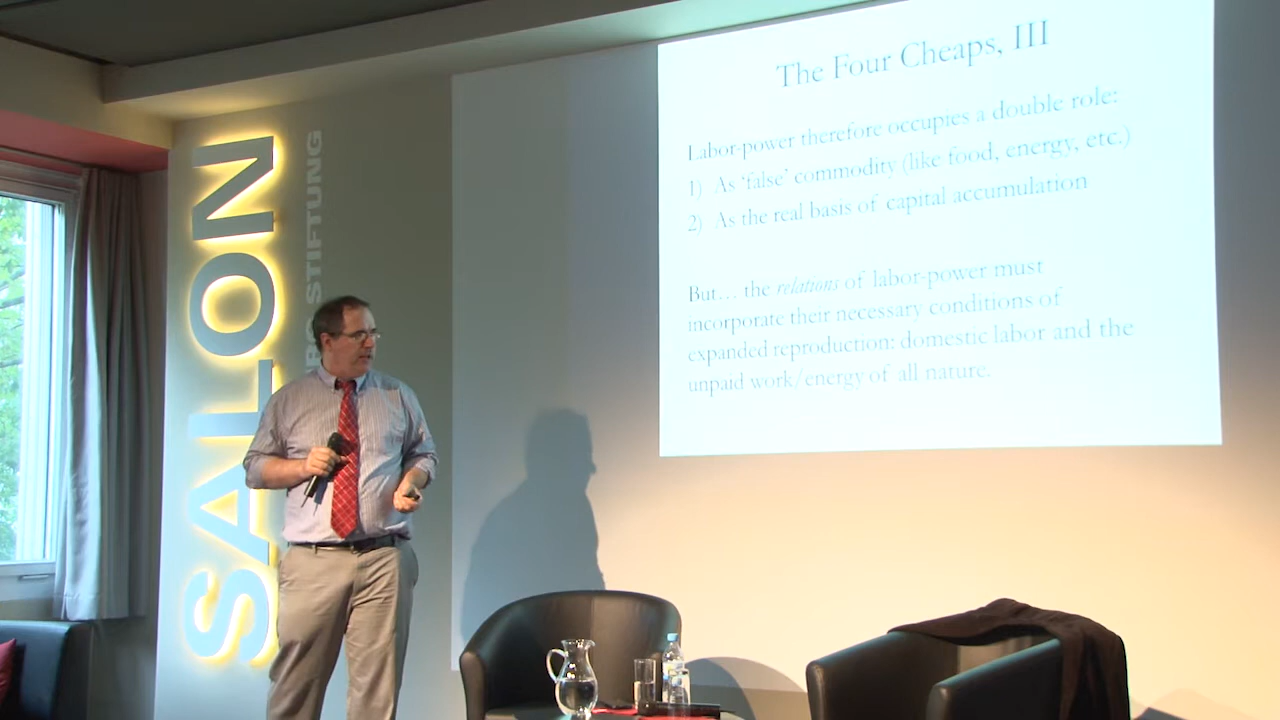 SALON
STIFTUNG
The Four Cheaps, III
Labor-power therefore occupies a double role:
1) As ‘false’ commodity (like food, energy, etc.)
2) As the real basis of capital accumulation
But… the relations of labor-power must
incorporate their necessary conditions of
expanded reproduction: domestic labor and the
unpaid work/energy of all nature.